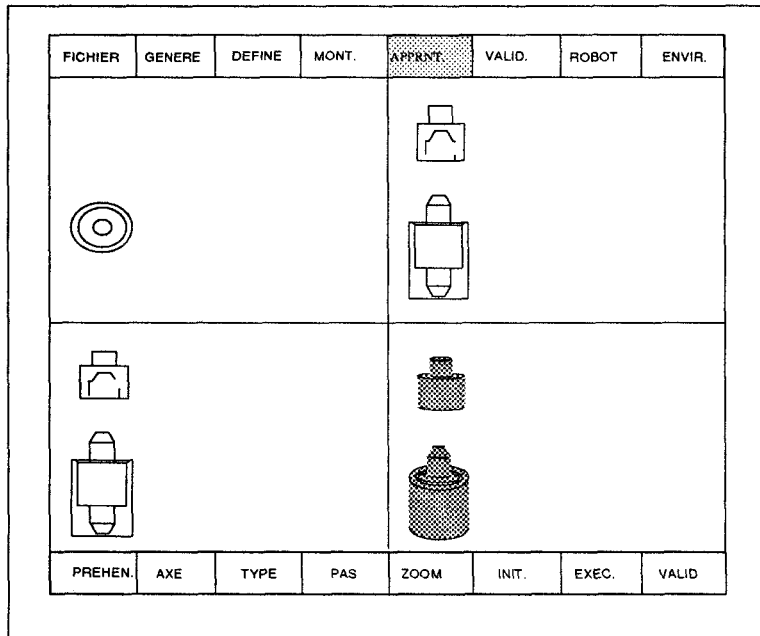 FICHIER GENERE DEFINE MONT. APPRNT. VALID. ROBOT ENVIR.
PREHEN. AXE TYPE PAS ZOOM INIT. EXEC. VALID